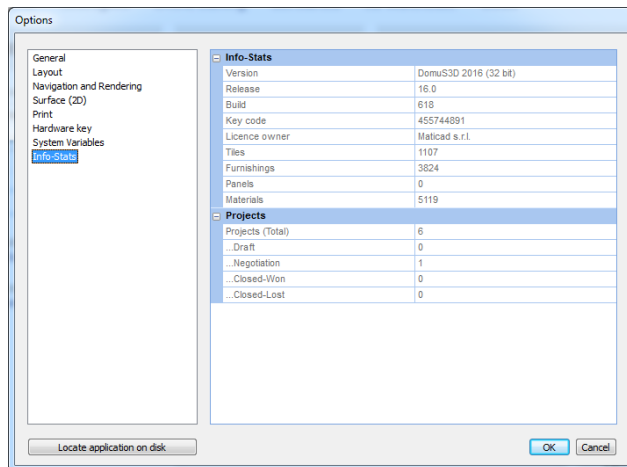 Options
General
Layout
Navigation and Rendering
Surface (2D)
Print
Hardware key
System Variables
Info-Stats
Info-Stats
Version DomuS3D 2016 (32 bit)
Release 16.0
Build 618
Key code 455744891
Licence owner Maticad s.r.l.
Tiles 1107
Furnishings 3824
Panels 0
Materials 5119
Projects
Projects (Total) 6
...Draft 0
...Negotiation 1
...Closed-Won 0
...Closed-Lost 0
Locate application on disk
OK Cancel